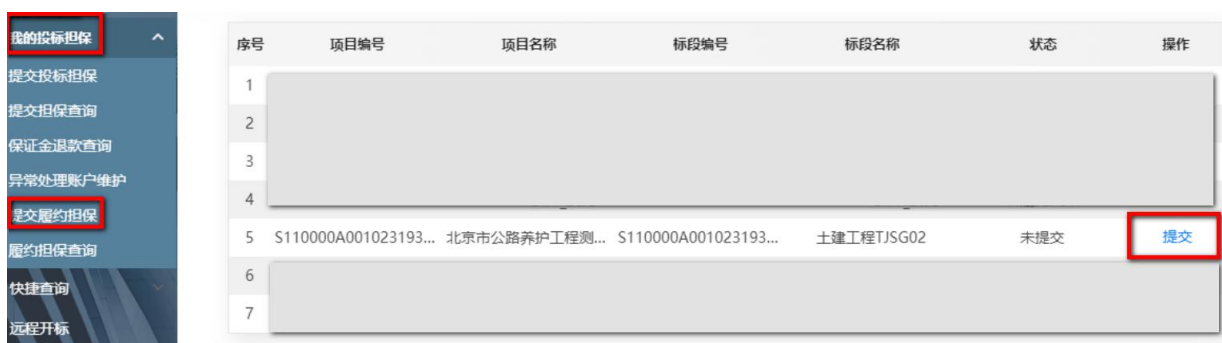 我的投标担保
提交投标担保
提交担保查询
保证金退款查询
异常处理账户维护
提交履约担保
履约担保查询
快捷查询
远程开标
序号 项目编号 项目名称 标段编号 标段名称 状态 操作
1
2
3
4
5 S110000A001023193... 北京市公路养护工程测... S110000A001023193... 土建工程TJSG02 未提交 提交
6
7